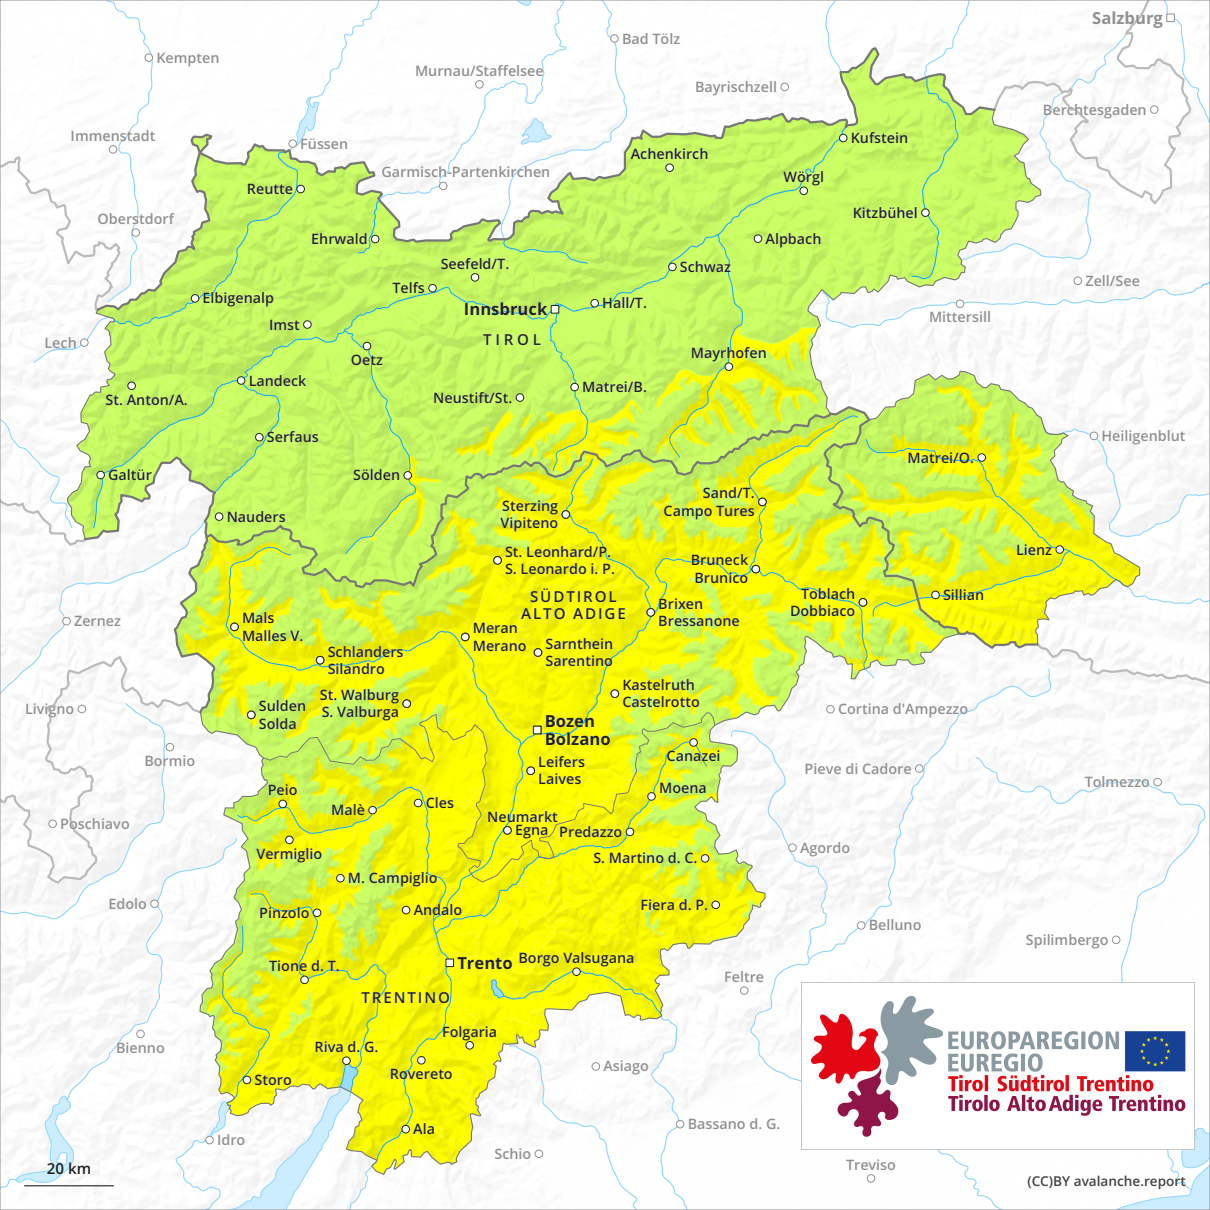 Salzburg
Bad Tölz
Kempten
Murnau/Staffelsee
Bayrischzell
Berchtesgaden
Immenstadt
Füssen
Kufstein
Achenkirch
Garmisch-Partenkirchen
Wörgl
Reutte
Oberstdorf
Kitzbühel
Ehrwald
Alpbach
Seefeld/T.
Schwaz
Zell/See
Telfs
Elbigenalp
Hall/T.
Innsbruck
Mittersill
Imst
TIROL
Lech
Oetz
Mayrhofen
Landeck
St. Anton/A.
Matrei/B.
Neustift/St.
Serfaus
Heiligenblut
Matrei/O.
Galtür
Sölden
Sand/T.
Campo Tures
Sterzing
Vipiteno
Nauders
St. Leonhard/P.
S. Leonardo i. P.
Lienz
Bruneck
Brunico
SÜDTIROL
ALTO ADIGE
Toblach
Dobbiaco
Sillian
Brixen
Bressanone
Zernez
Mals
Malles V.
Meran
Merano
Sarnthein
Sarentino
Schlanders
Silandro
Kastelruth
Castelrotto
St. Walburg
S. Valburga
Livigno
Sulden
Solda
Cortina d'Ampezzo
Bozen
Bolzano
Bormio
Canazei
Leifers
Laives
Pieve di Cadore
Tolmezzo
Peio
Moena
Malè
Cles
Neumarkt
Egna
Predazzo
Poschiavo
Vermiglio
S. Martino d. C.
Agordo
M. Campiglio
Edolo
Pinzolo
Andalo
Fiera d. P.
Belluno
Spilimbergo
Tione d. T.
Trento
Borgo Valsugana
Feltre
TRENTINO
Folgaria
Bienno
Riva d. G.
Rovereto
Asiago
Storo
EUROPAREGION
EUREGIO
Tirol Südtirol Trentino
Tirolo Alto Adige Trentino
Ala
Bassano d. G.
Idro
Schio
Treviso
20 km
(CC)BY avalanche.report